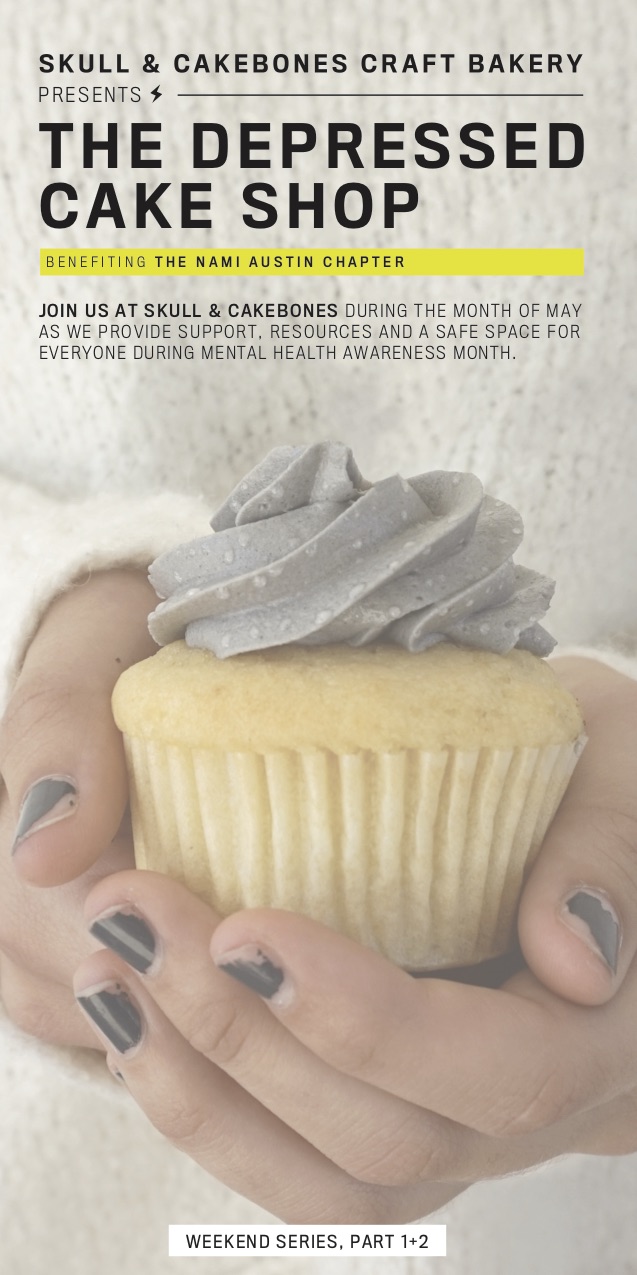 SKULL & CAKEBONES CRAFT BAKERY
PRESENTS
THE DEPRESSED
CAKE SHOP
BENEFITING THE NAMI AUSTIN CHAPTER
JOIN US AT SKULL & CAKEBONES DURING THE MONTH OF MAY
AS WE PROVIDE SUPPORT, RESOURCES AND A SAFE SPACE FOR
EVERYONE DURING MENTAL HEALTH AWARENESS MONTH.
WEEKEND SERIES, PART 1+2